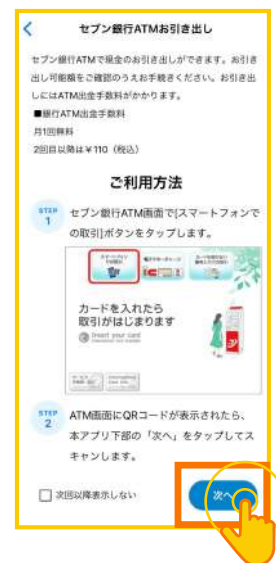 セブン銀行ATMお引き出し
セブン銀行ATMで現金のお引き出しができます。お引き
出し可能額をご確認のうえお手続きください。お引き出
しにはATM出金手数料がかかります。
■銀行ATM出金手数料
月1回無料
2回目以降は￥110（税込）
ご利用方法
STEP
1
セブン銀行ATM画面で[スマートフォンで
の取引]ボタンをタップします。
カードを入れたら
取引がはじまります
Insert your card
STEP
2
ATM画面にQRコードが表示されたら、
本アプリ下部の「次へ」をタップしてス
キャンします。
次回以降表示しない
次へ